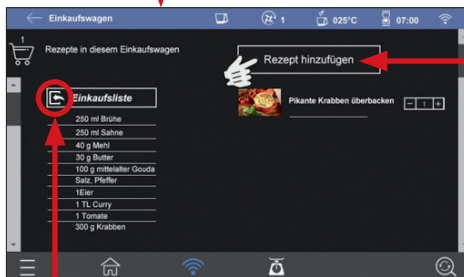 Einkaufswagen
1
025°C
07:00
1
Rezepte in diesem Einkaufswagen
Rezept hinzufügen
Einkaufsliste
Pikante Krabben überbacken
− 1 +
250 ml Brühe
250 ml Sahne
40 g Mehl
30 g Butter
100 g mittelalter Gouda
Salz, Pfeffer
1Eier
1 TL Curry
1 Tomate
300 g Krabben